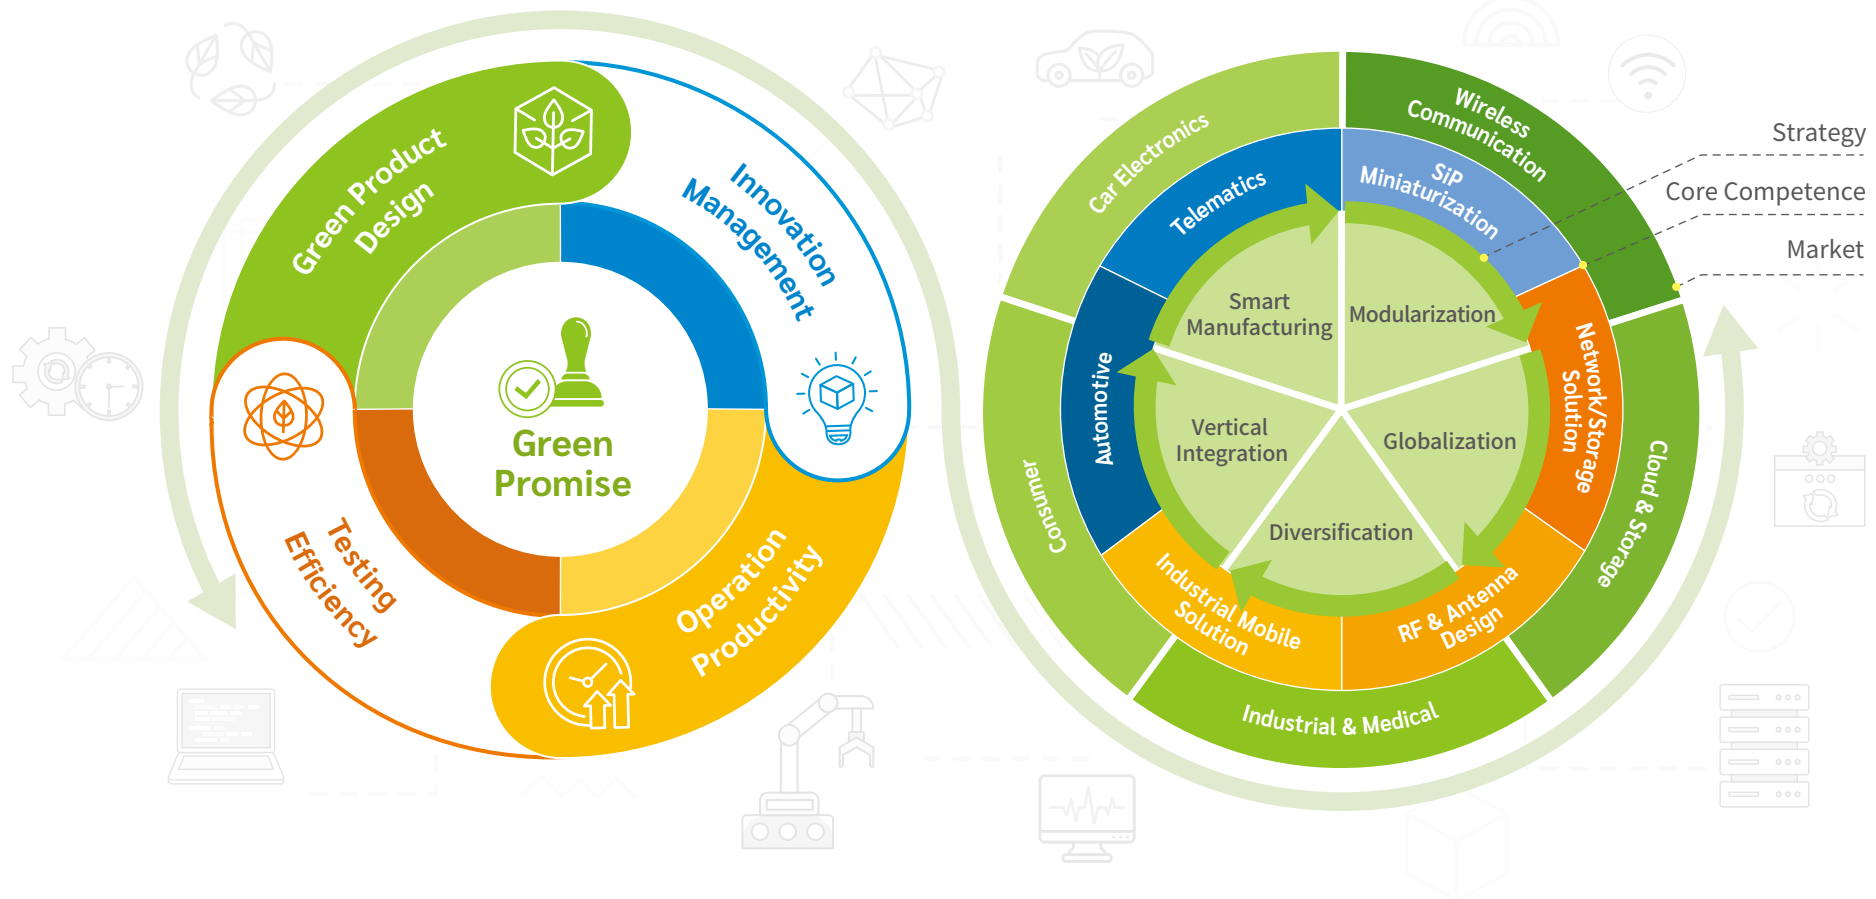 Green Product
Design
Innovation
Management
Testing
Efficiency
Operation
Productivity
Green
Promise
Car Electronics
Wireless
Communication
Cloud & Storage
Industrial & Medical
Consumer
Telematics
SiP
Miniaturization
Network/Storage
Solution
RF & Antenna
Design
Industrial Mobile
Solution
Automotive
Smart
Manufacturing
Modularization
Globalization
Diversification
Vertical
Integration
Strategy
Core Competence
Market